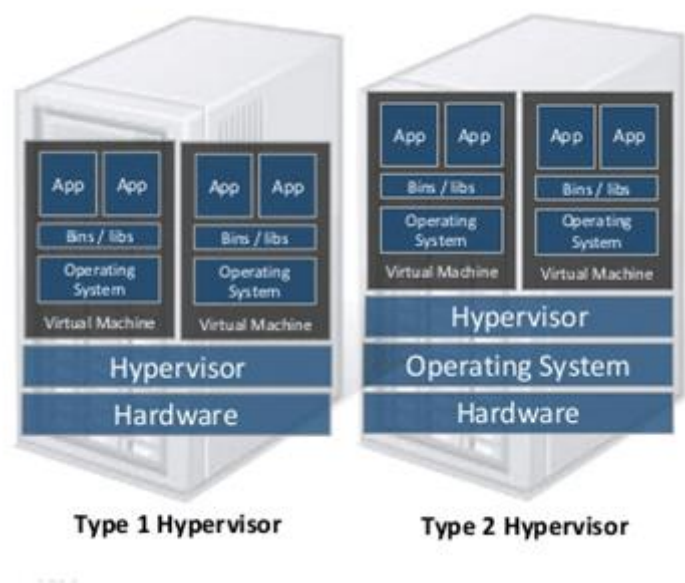 App App
Bins / libs
Operating
System
Virtual Machine
App App
Bins / libs
Operating
System
Virtual Machine
Hypervisor
Hardware
Type 1 Hypervisor
App App
Bins / libs
Operating
System
Virtual Machine
App App
Bins / libs
Operating
System
Virtual Machine
Hypervisor
Operating System
Hardware
Type 2 Hypervisor